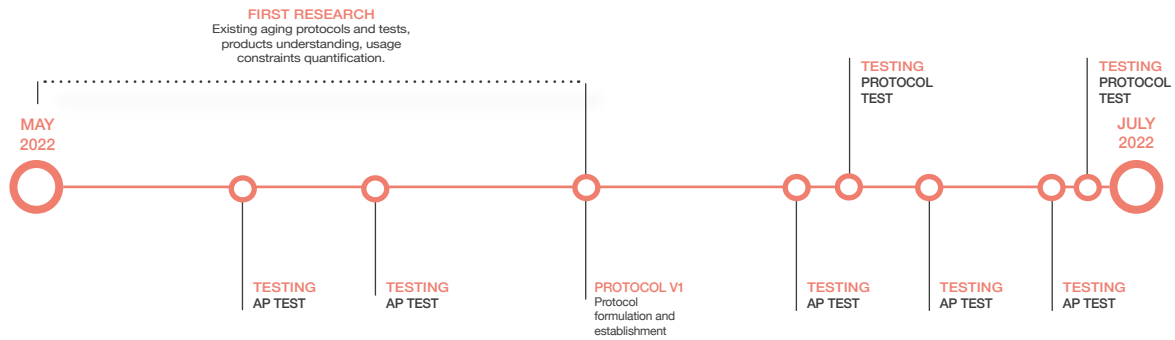 FIRST RESEARCH
Existing aging protocols and tests,
products understanding, usage
constraints quantification.
MAY
2022
TESTING
PROTOCOL
TEST
TESTING
PROTOCOL
TEST
JULY
2022
TESTING
AP TEST
TESTING
AP TEST
PROTOCOL V1
Protocol
formulation and
establishment
TESTING
AP TEST
TESTING
AP TEST
TESTING
AP TEST